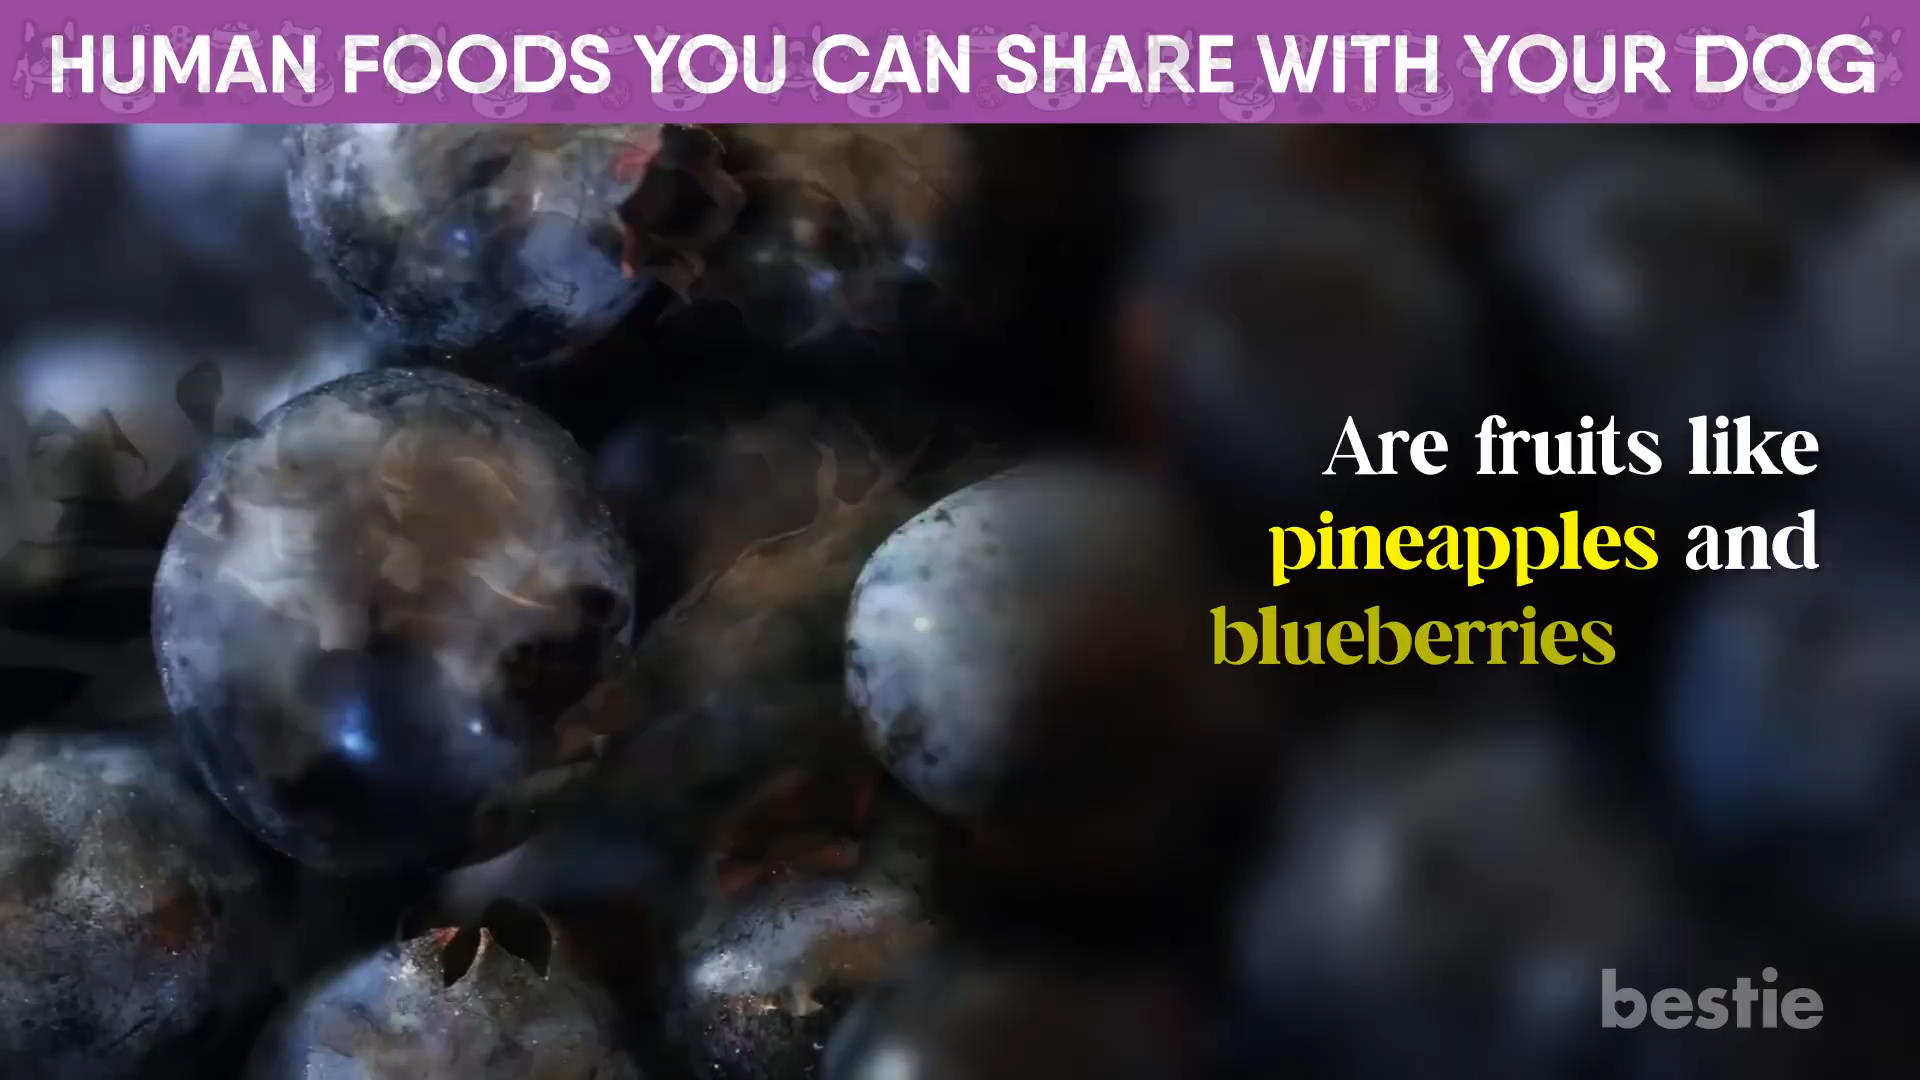 HUMAN FOODS YOU CAN SHARE WITH YOUR DOG
Are fruits like
pineapples and
blueberries
bestie